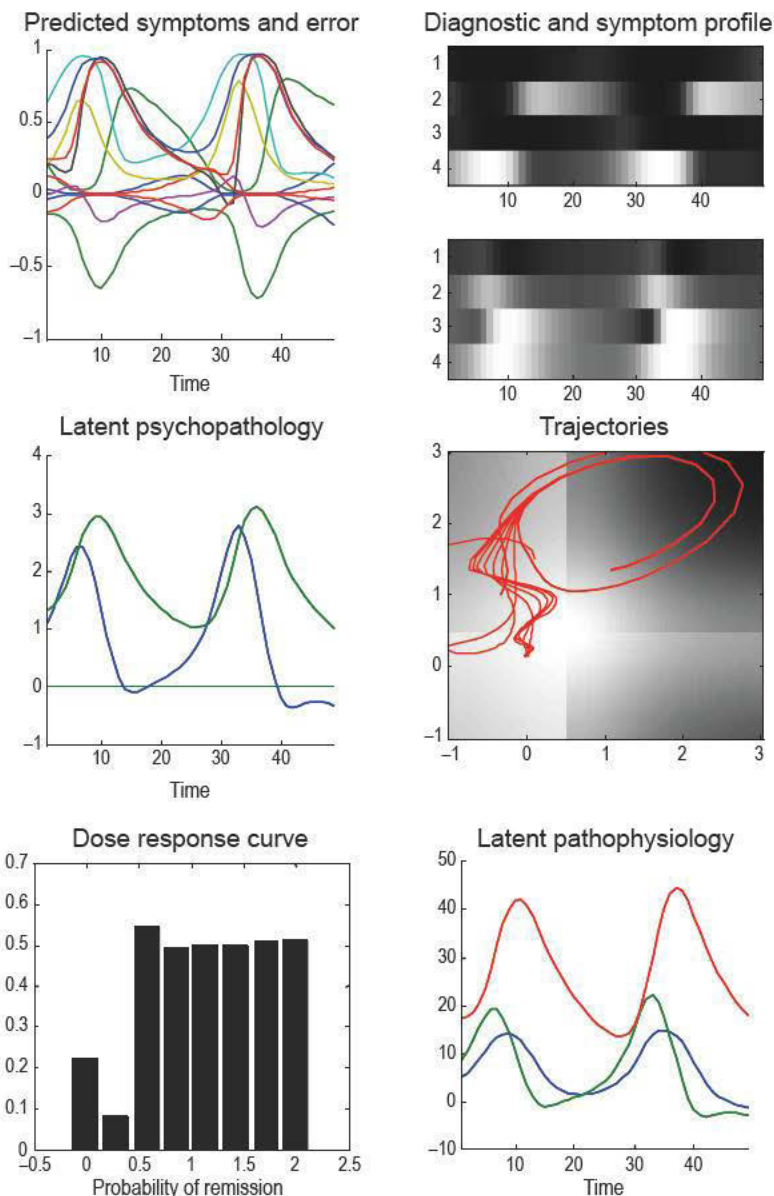 Predicted symptoms and error
1
0.5
0
−0.5
−1
10 20 30 40
Time
Diagnostic and symptom profile
1
2
3
4
10 20 30 40
1
2
3
4
10 20 30 40
Latent psychopathology
4
3
2
1
0
−1
10 20 30 40
Time
Trajectories
3
2
1
0
−1
−1 0 1 2 3
Dose response curve
0.7
0.6
0.5
0.4
0.3
0.2
0.1
0
−0.5 0 0.5 1 1.5 2 2.5
Probability of remission
Latent pathophysiology
50
40
30
20
10
0
−10
10 20 30 40
Time